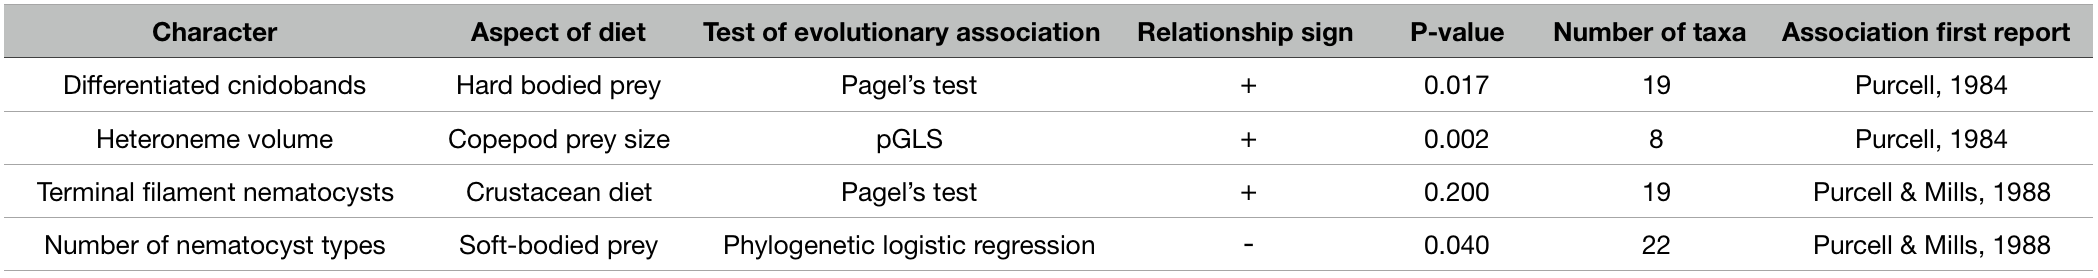 Character Aspect of diet Test of evolutionary association Relationship sign P-value Number of taxa Association first report
Differentiated cnidobands Hard bodied prey Pagel’s test + 0.017 19 Purcell, 1984
Heteroneme volume Copepod prey size pGLS + 0.002 8 Purcell, 1984
Terminal filament nematocysts Crustacean diet Pagel’s test + 0.200 19 Purcell & Mills, 1988
Number of nematocyst types Soft-bodied prey Phylogenetic logistic regression - 0.040 22 Purcell & Mills, 1988